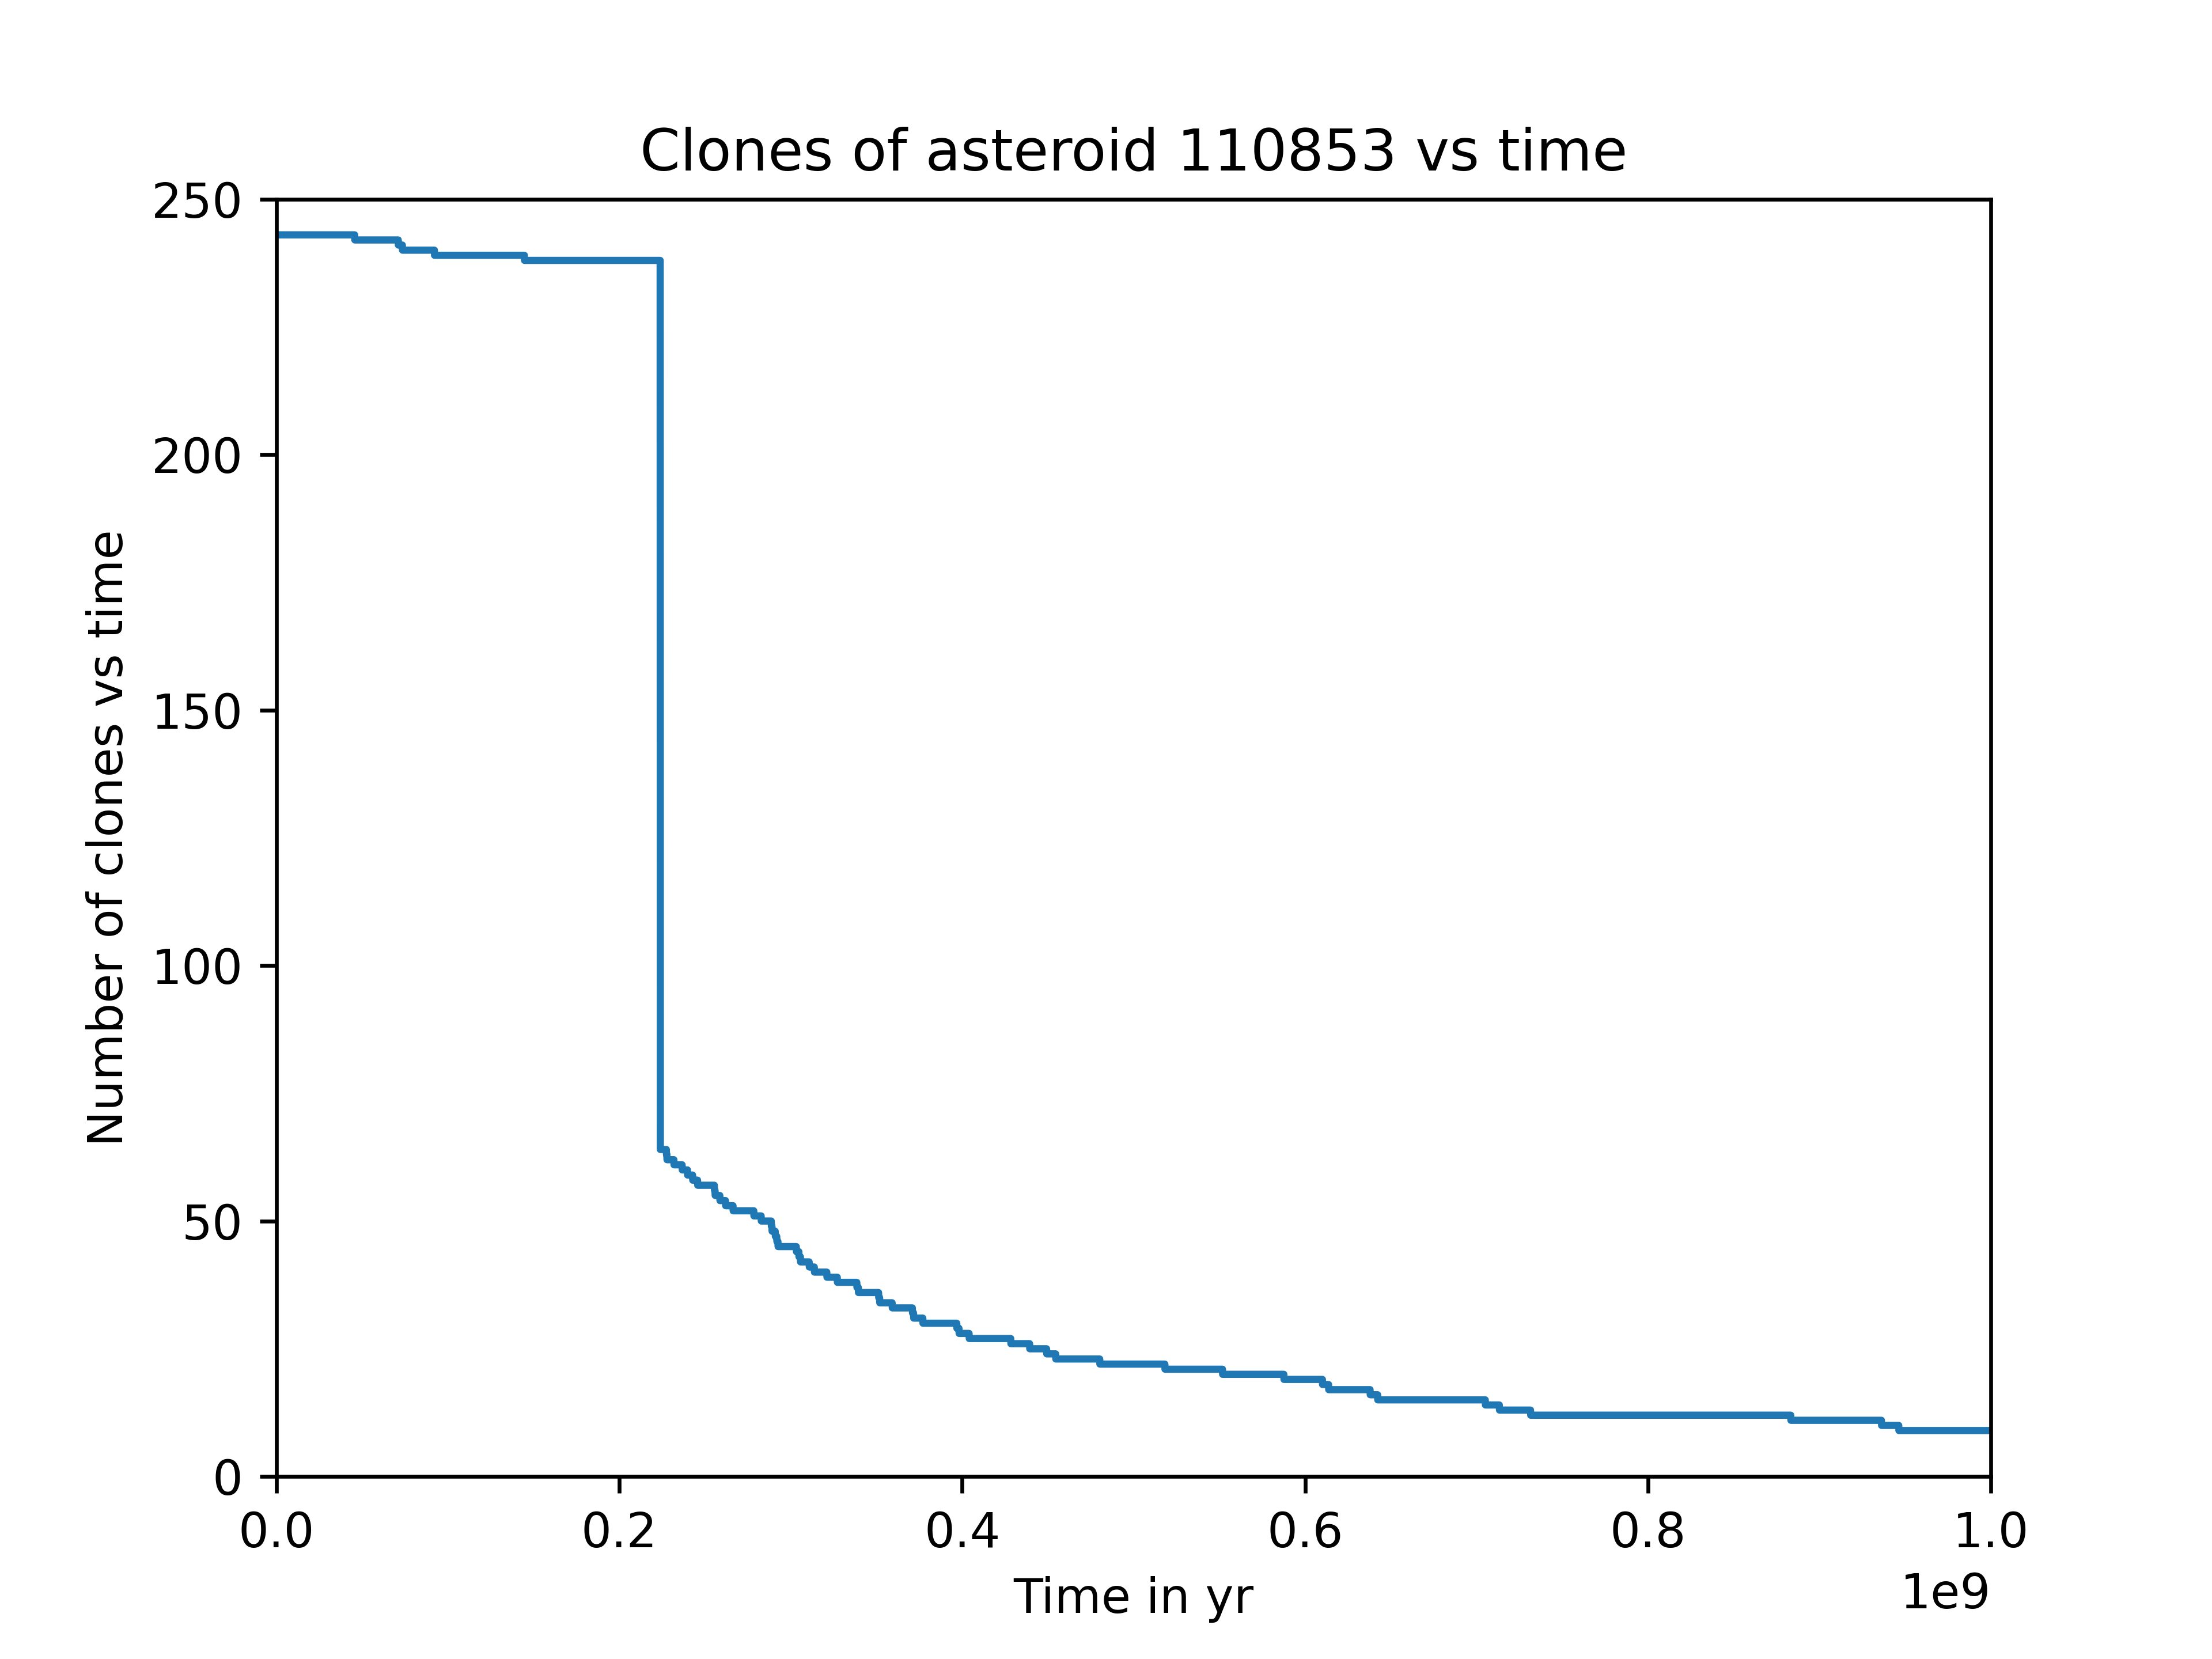 Clones of asteroid 110853 vs time
Number of clones vs time
250
200
150
100
50
0
0.0 0.2 0.4 0.6 0.8 1.0
1e9
Time in yr